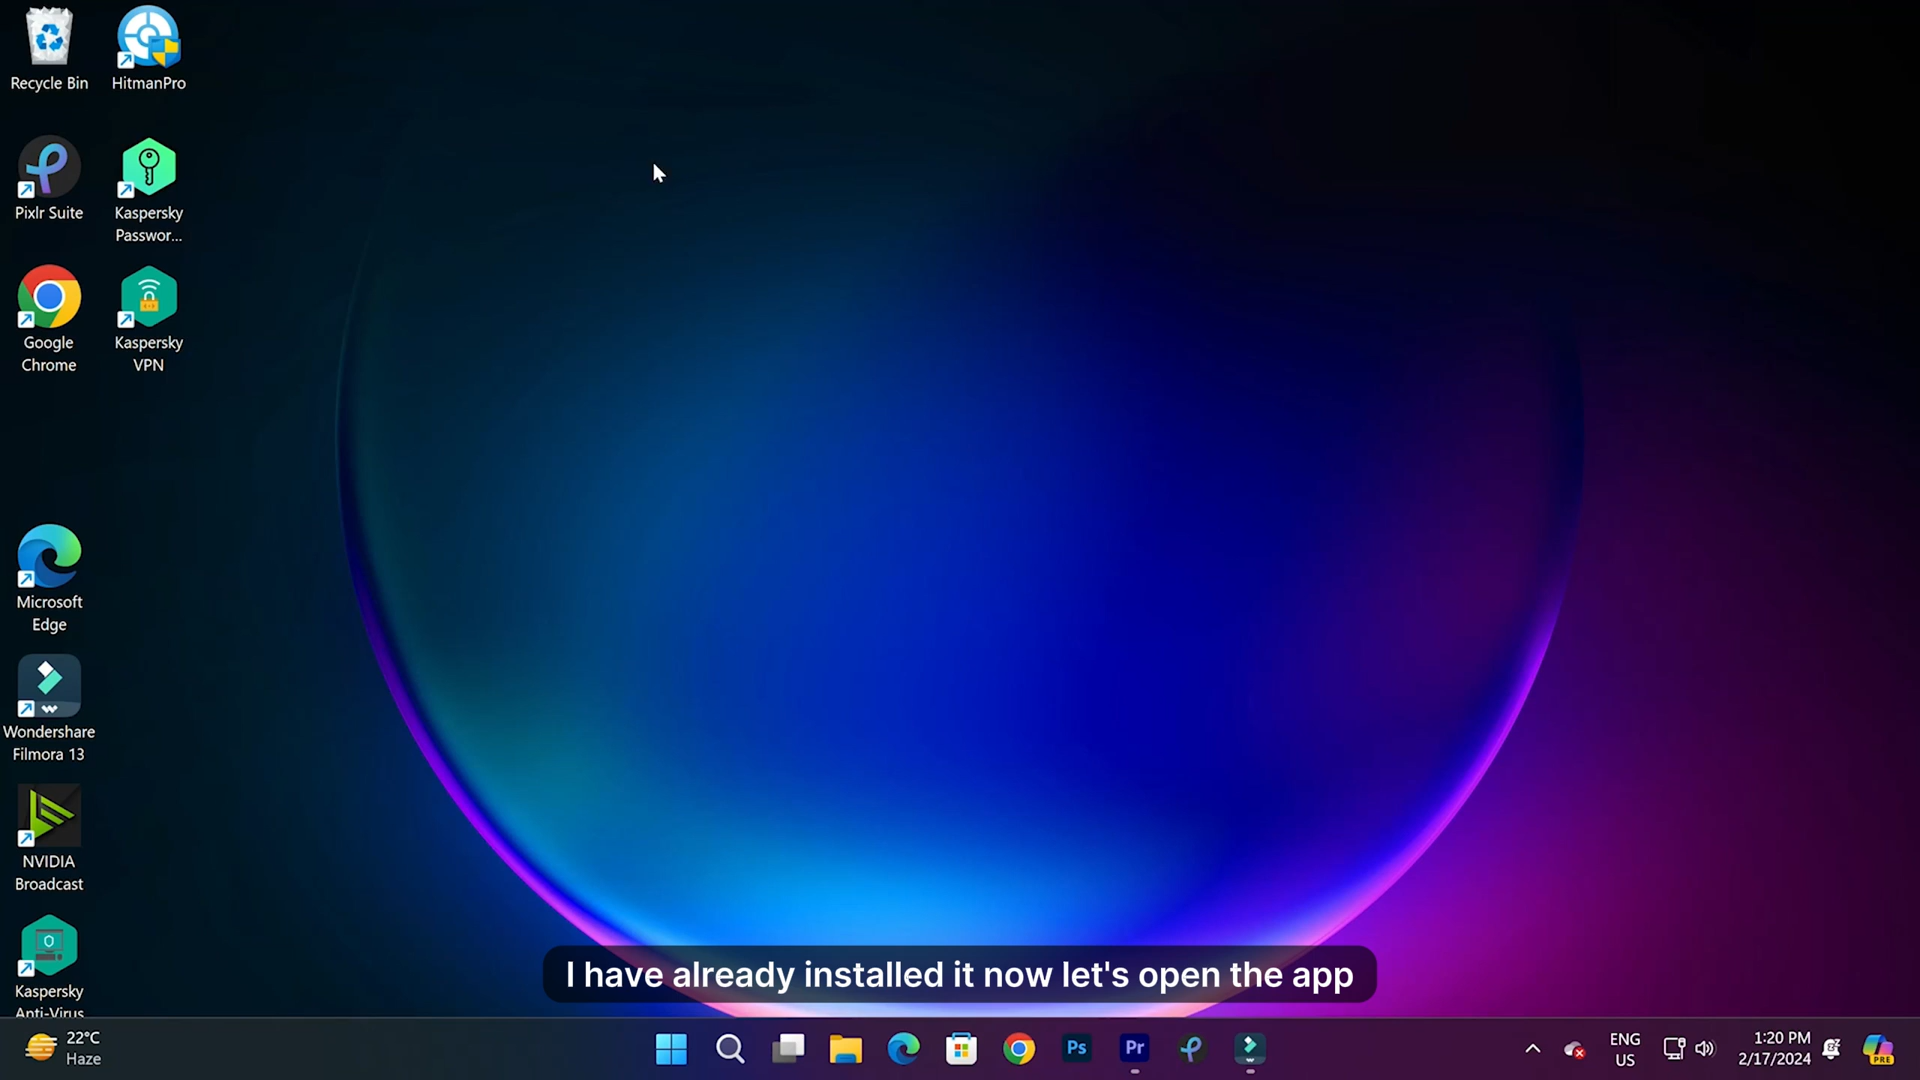 Recycle Bin
HitmanPro
Pixlr Suite
Kaspersky
Passwor...
Google
Chrome
Kaspersky
VPN
Microsoft
Edge
Wondershare
Filmora 13
NVIDIA
Broadcast
Kaspersky
Anti-Virus
I have already installed it now let's open the app
22°C
Haze
Ps
Pr
ENG
US
1:20 PM
2/17/2024
PRE